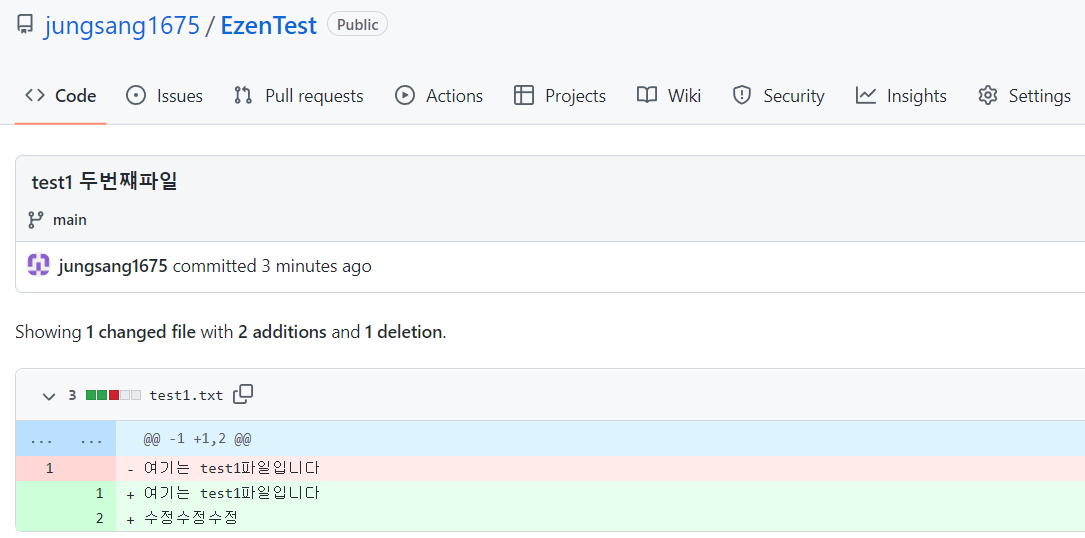 jungsang1675 / EzenTest Public
Code Issues Pull requests Actions Projects Wiki Security Insights Settings
test1 두번쨰파일
main
jungsang1675 committed 3 minutes ago
Showing 1 changed file with 2 additions and 1 deletion.
3 test1.txt
... ... @@ -1 +1,2 @@
1 - 여기는 test1파일입니다
1 + 여기는 test1파일입니다
2 + 수정수정수정